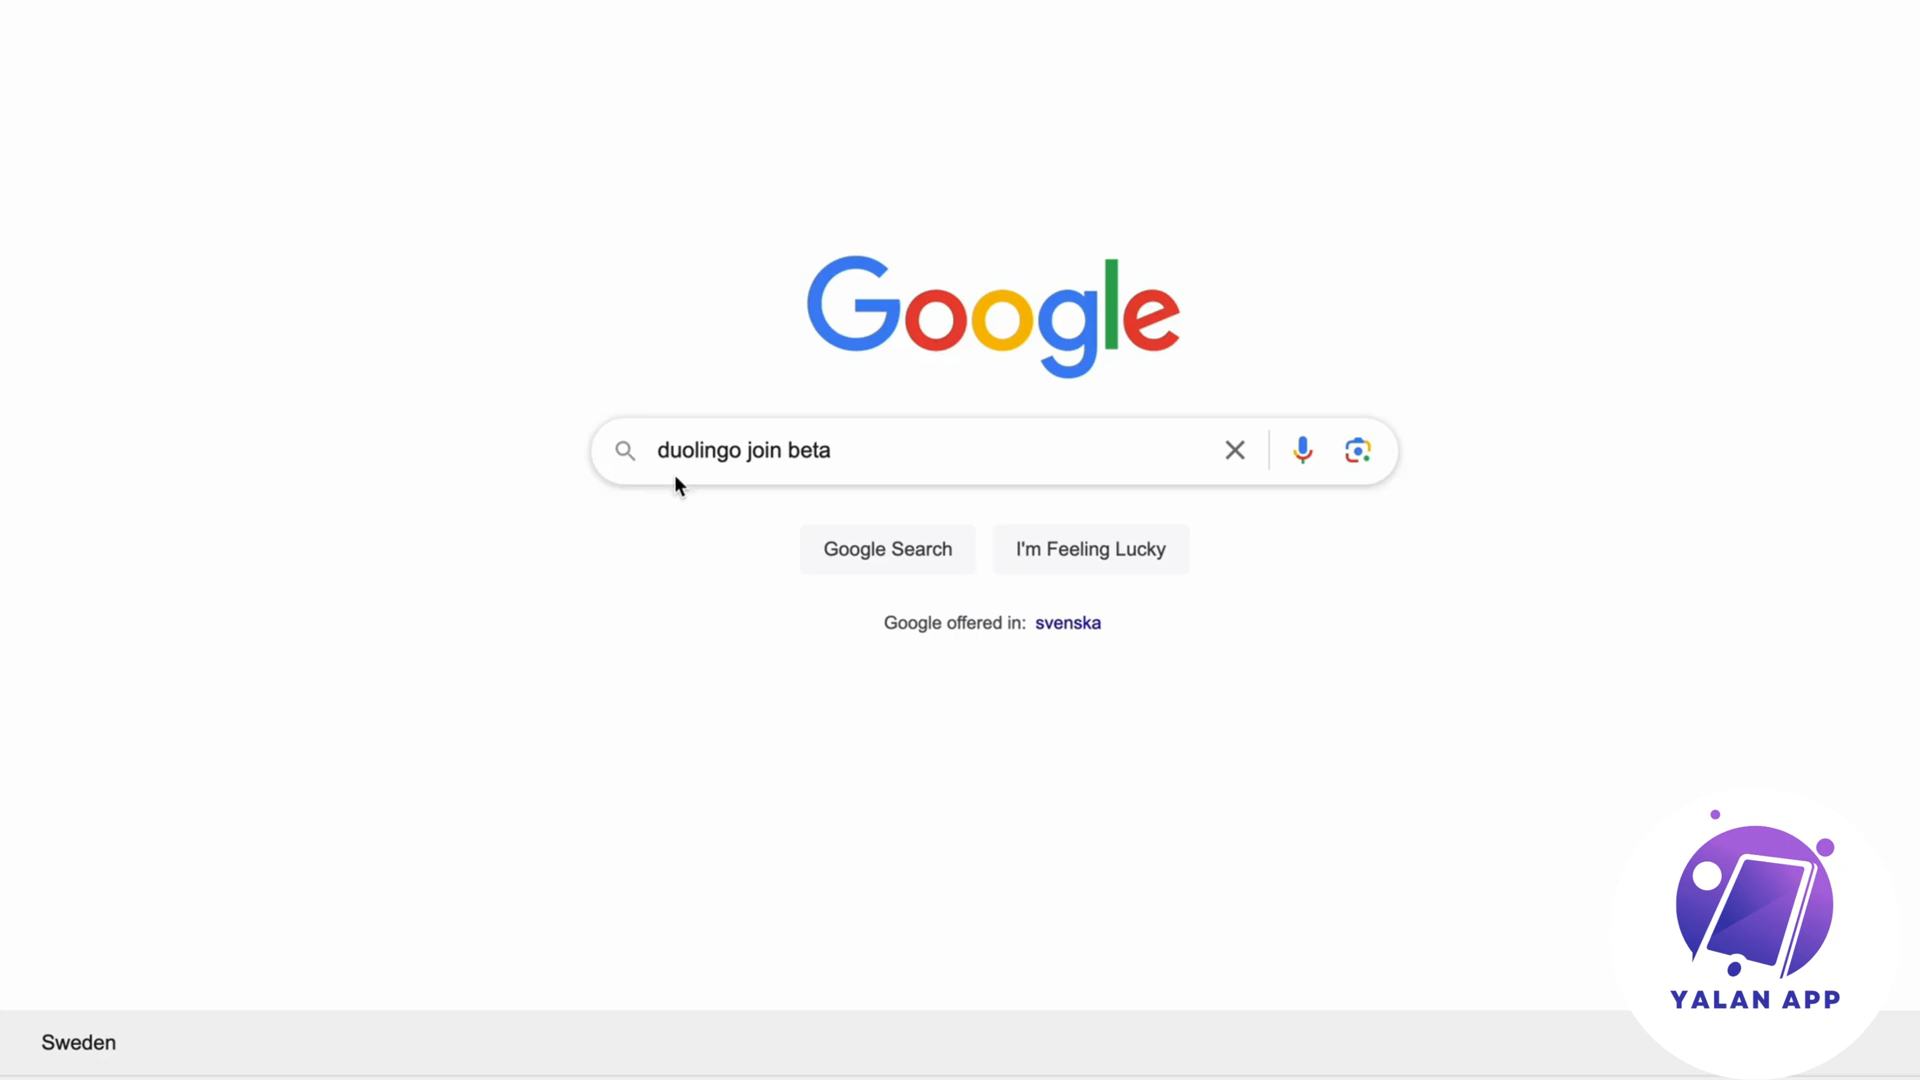 Google
duolingo join beta
Google Search
I'm Feeling Lucky
Google offered in: svenska
YALAN APP
Sweden